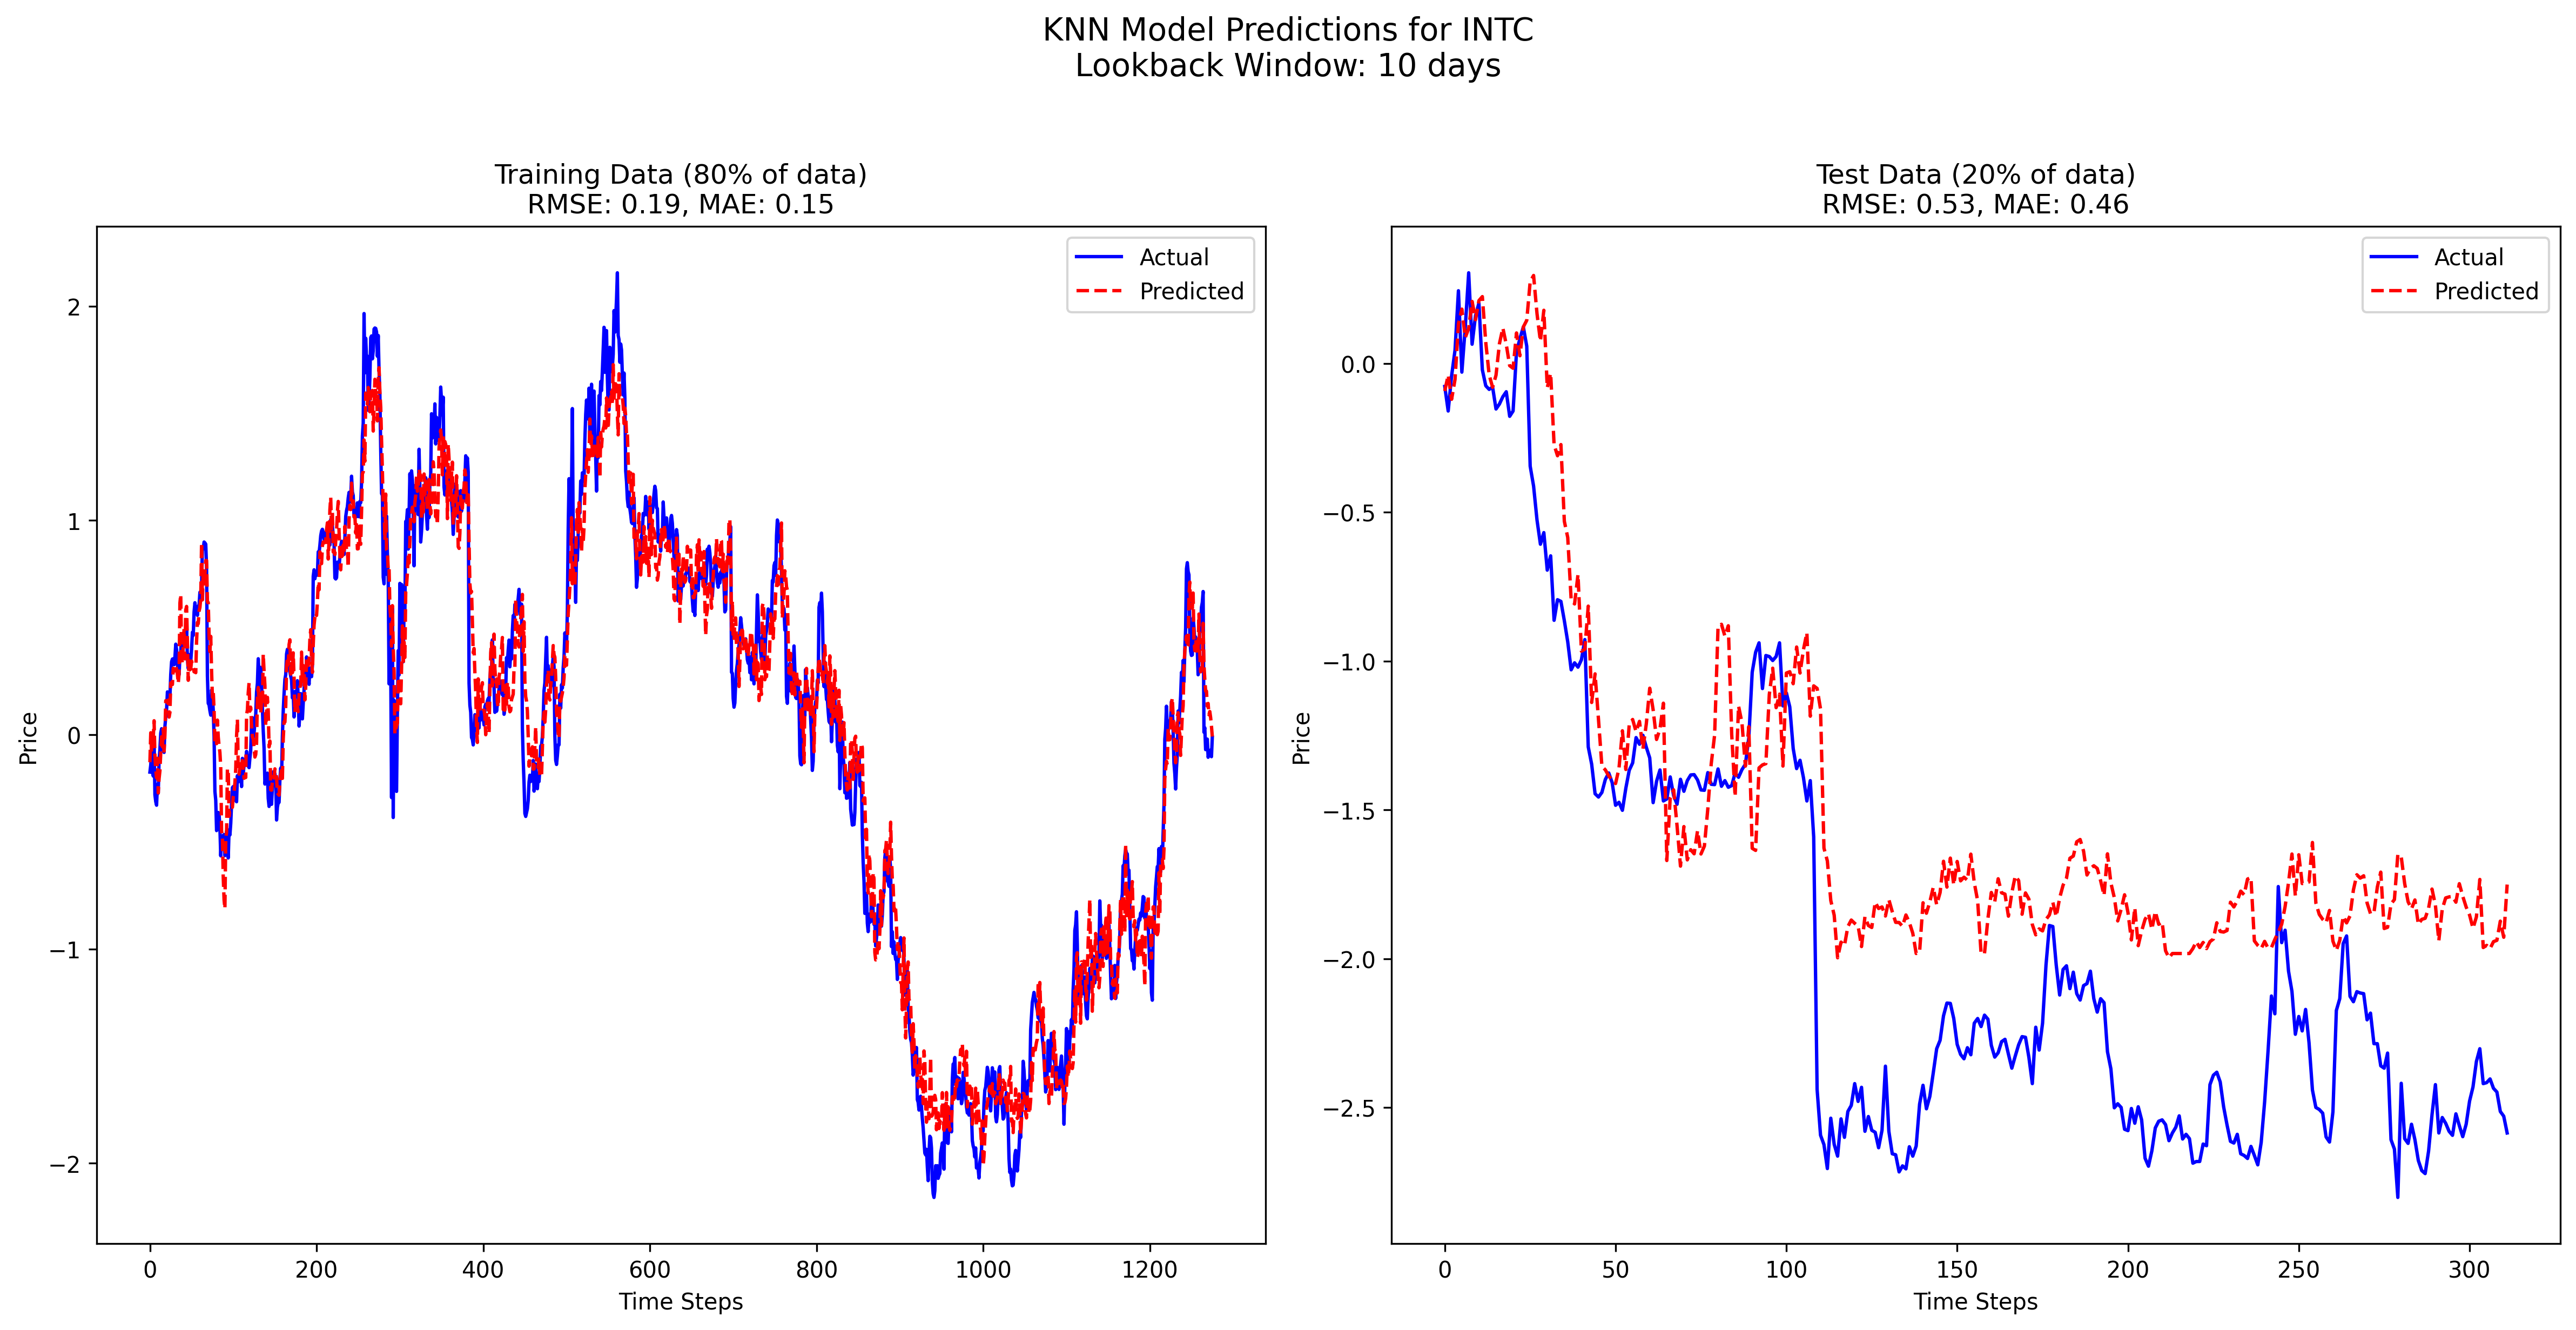 KNN Model Predictions for INTC
Lookback Window: 10 days
Training Data (80% of data)
RMSE: 0.19, MAE: 0.15
Actual
Predicted
2
1
0
−1
−2
Price
0
200
400
600
800
1000
1200
Time Steps
Test Data (20% of data)
RMSE: 0.53, MAE: 0.46
Actual
Predicted
0.0
−0.5
−1.0
−1.5
−2.0
−2.5
Price
0
50
100
150
200
250
300
Time Steps